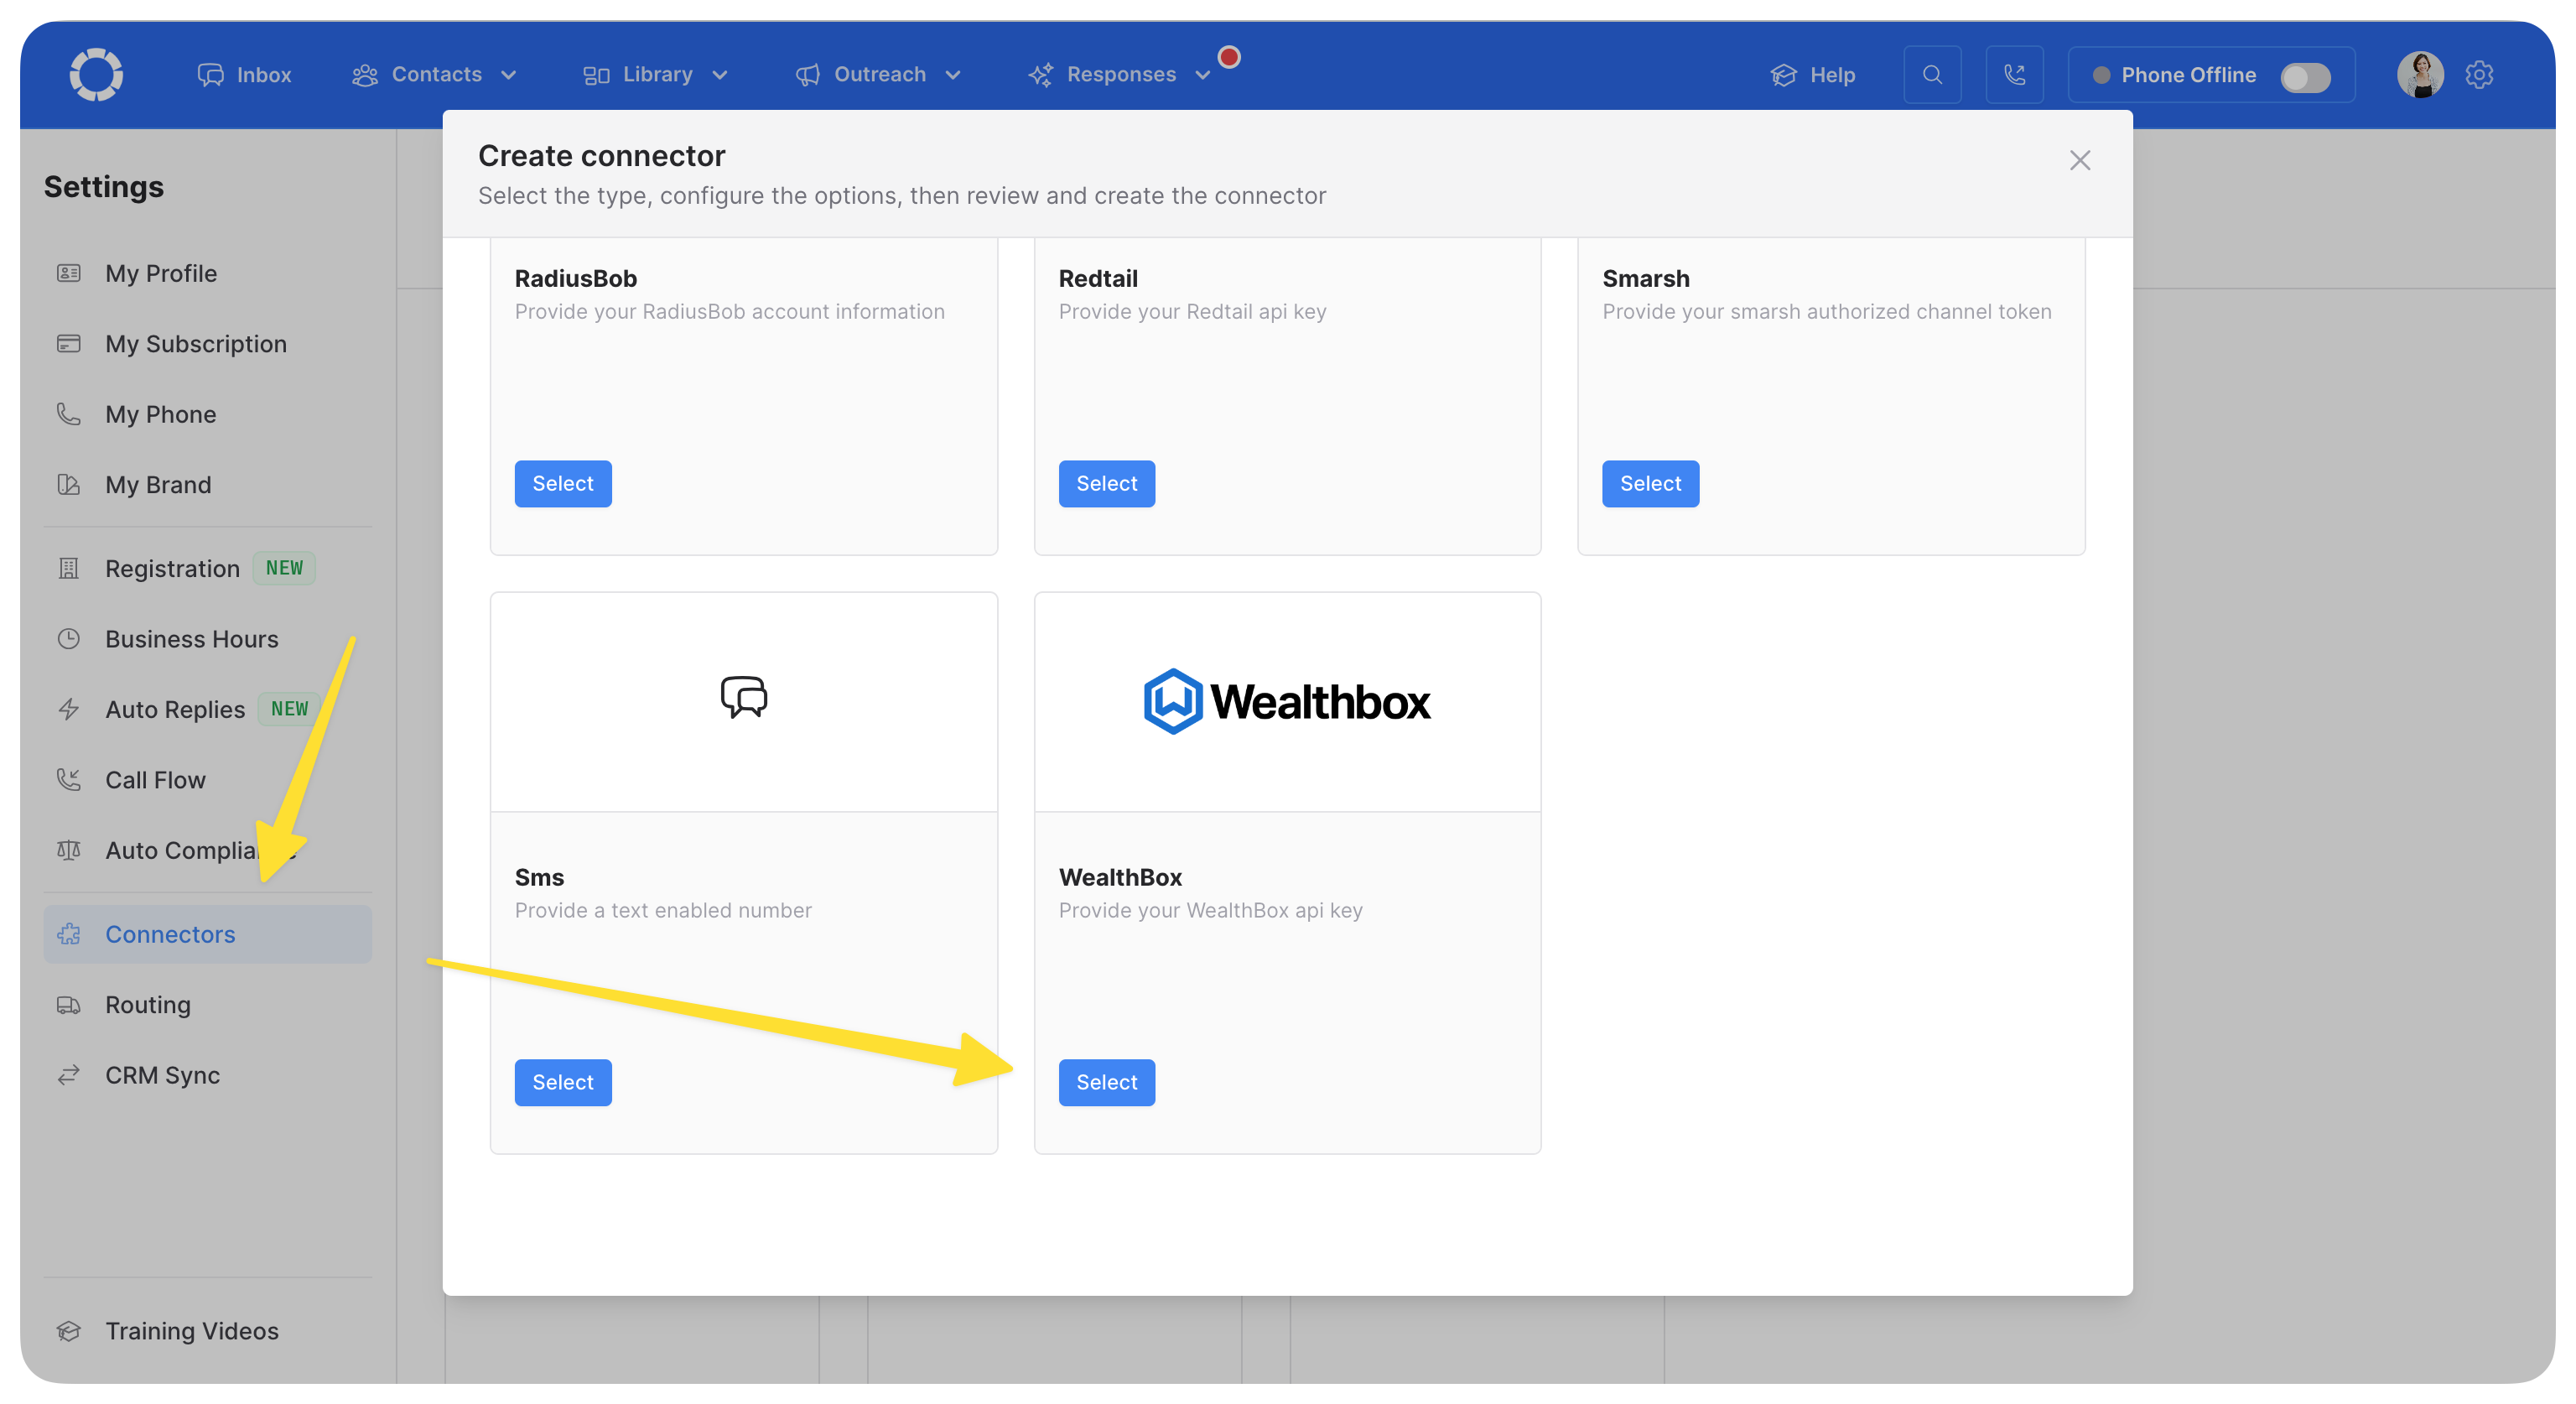 Inbox
Contacts
Library
Outreach
Responses
Help
Phone Offline
Settings
My Profile
My Subscription
My Phone
My Brand
Registration NEW
Business Hours
Auto Replies NEW
Call Flow
Auto
Connectors
Routing
CRM Sync
Training Videos
Create connector
Select the type, configure the options, then review and create the connector
RadiusBob
Provide your RadiusBob account information
Select
Redtail
Provide your Redtail api key
Select
Smarsh
Provide your smarsh authorized channel token
Select
Sms
Provide a text enabled number
Select
Wealthbox
WealthBox
Provide your WealthBox api key
Select